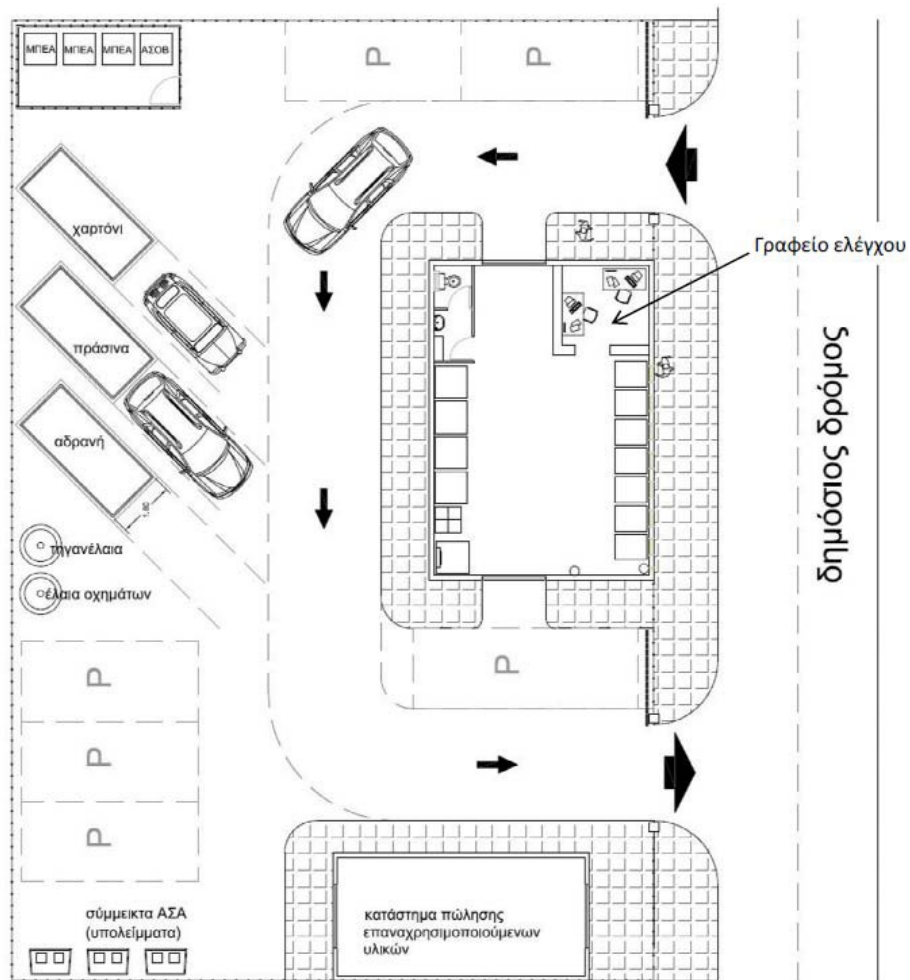 ΜΠΕΑ
ΜΠΕΑ
ΜΠΕΑ
ΑΣΟΒ
P
P
χαρτόνι
πράσινα
αδρανή
1,80
τηγανέλαια
έλαια οχημάτων
Γραφείο ελέγχου
δημόσιος δρόμος
P
P
P
P
σύμμεικτα ΑΣΑ
(υπολείμματα)
κατάστημα πώλησης
επαναχρησιμοποιούμενων
υλικών